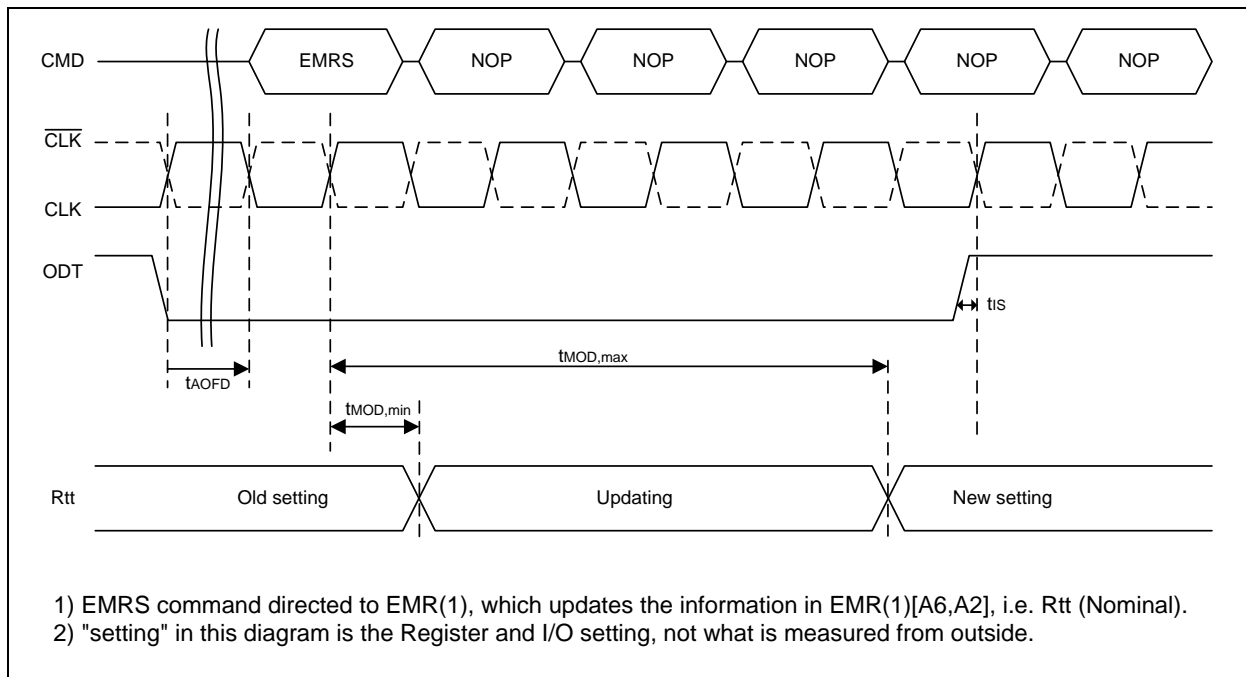 CMD EMRS NOP NOP NOP NOP NOP
CLK
CLK
ODT
tIS
tMOD,max
tAOFD
tMOD,min
Rtt Old setting Updating New setting
1) EMRS command directed to EMR(1), which updates the information in EMR(1)[A6,A2], i.e. Rtt (Nominal).
2) "setting" in this diagram is the Register and I/O setting, not what is measured from outside.